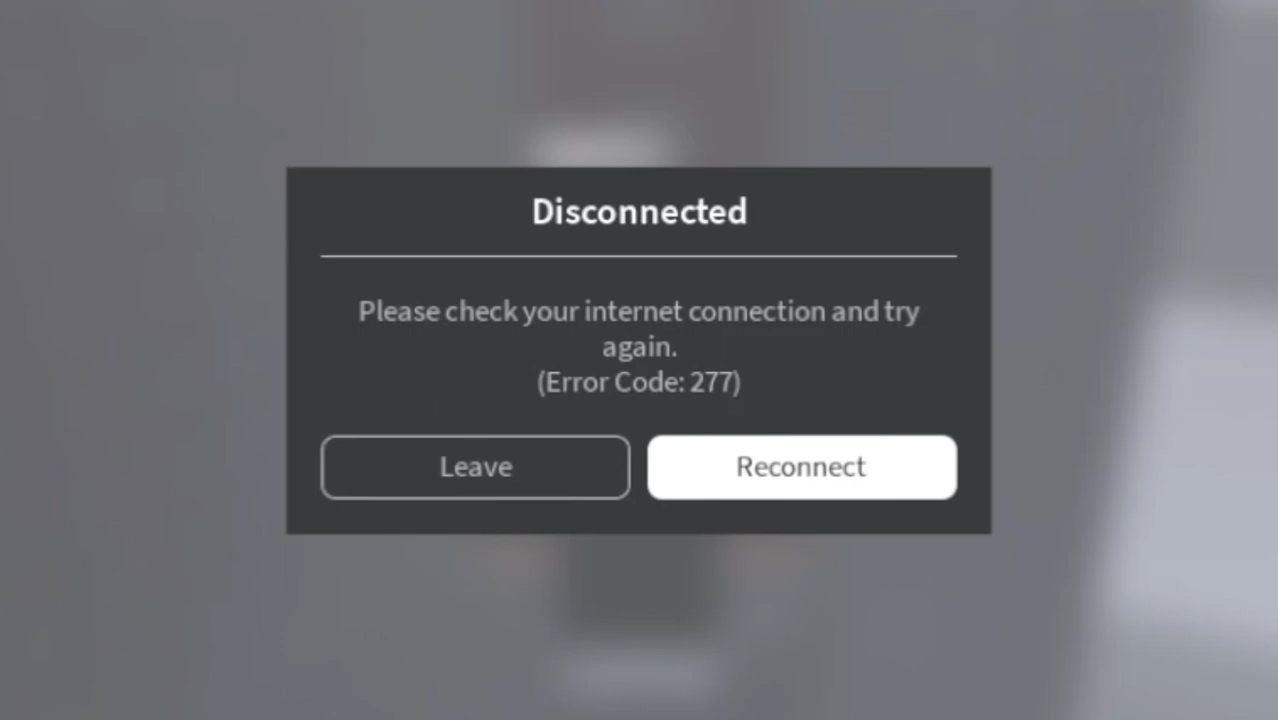 Disconnected
Please check your internet connection and try
again.
(Error Code: 277)
Leave
Reconnect